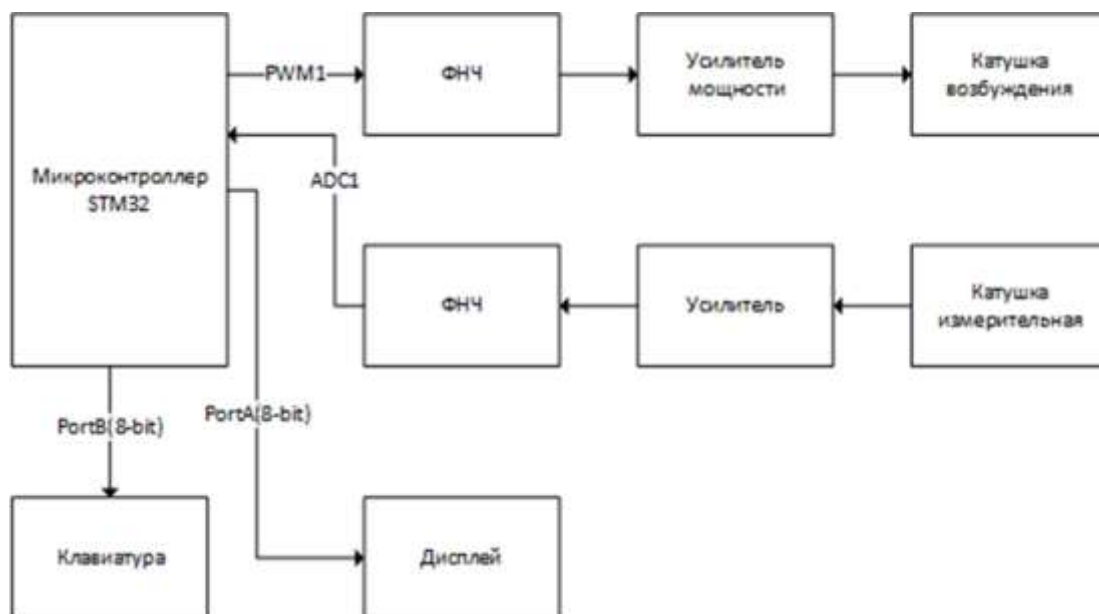 PWM1
ФНЧ
Усилитель
мощности
Катушка
возбуждения
Микроконтроллер
STM32
ADC1
ФНЧ
Усилитель
Катушка
измерительная
PortB(8-bit)
PortA(8-bit)
Клавиатура
Дисплей